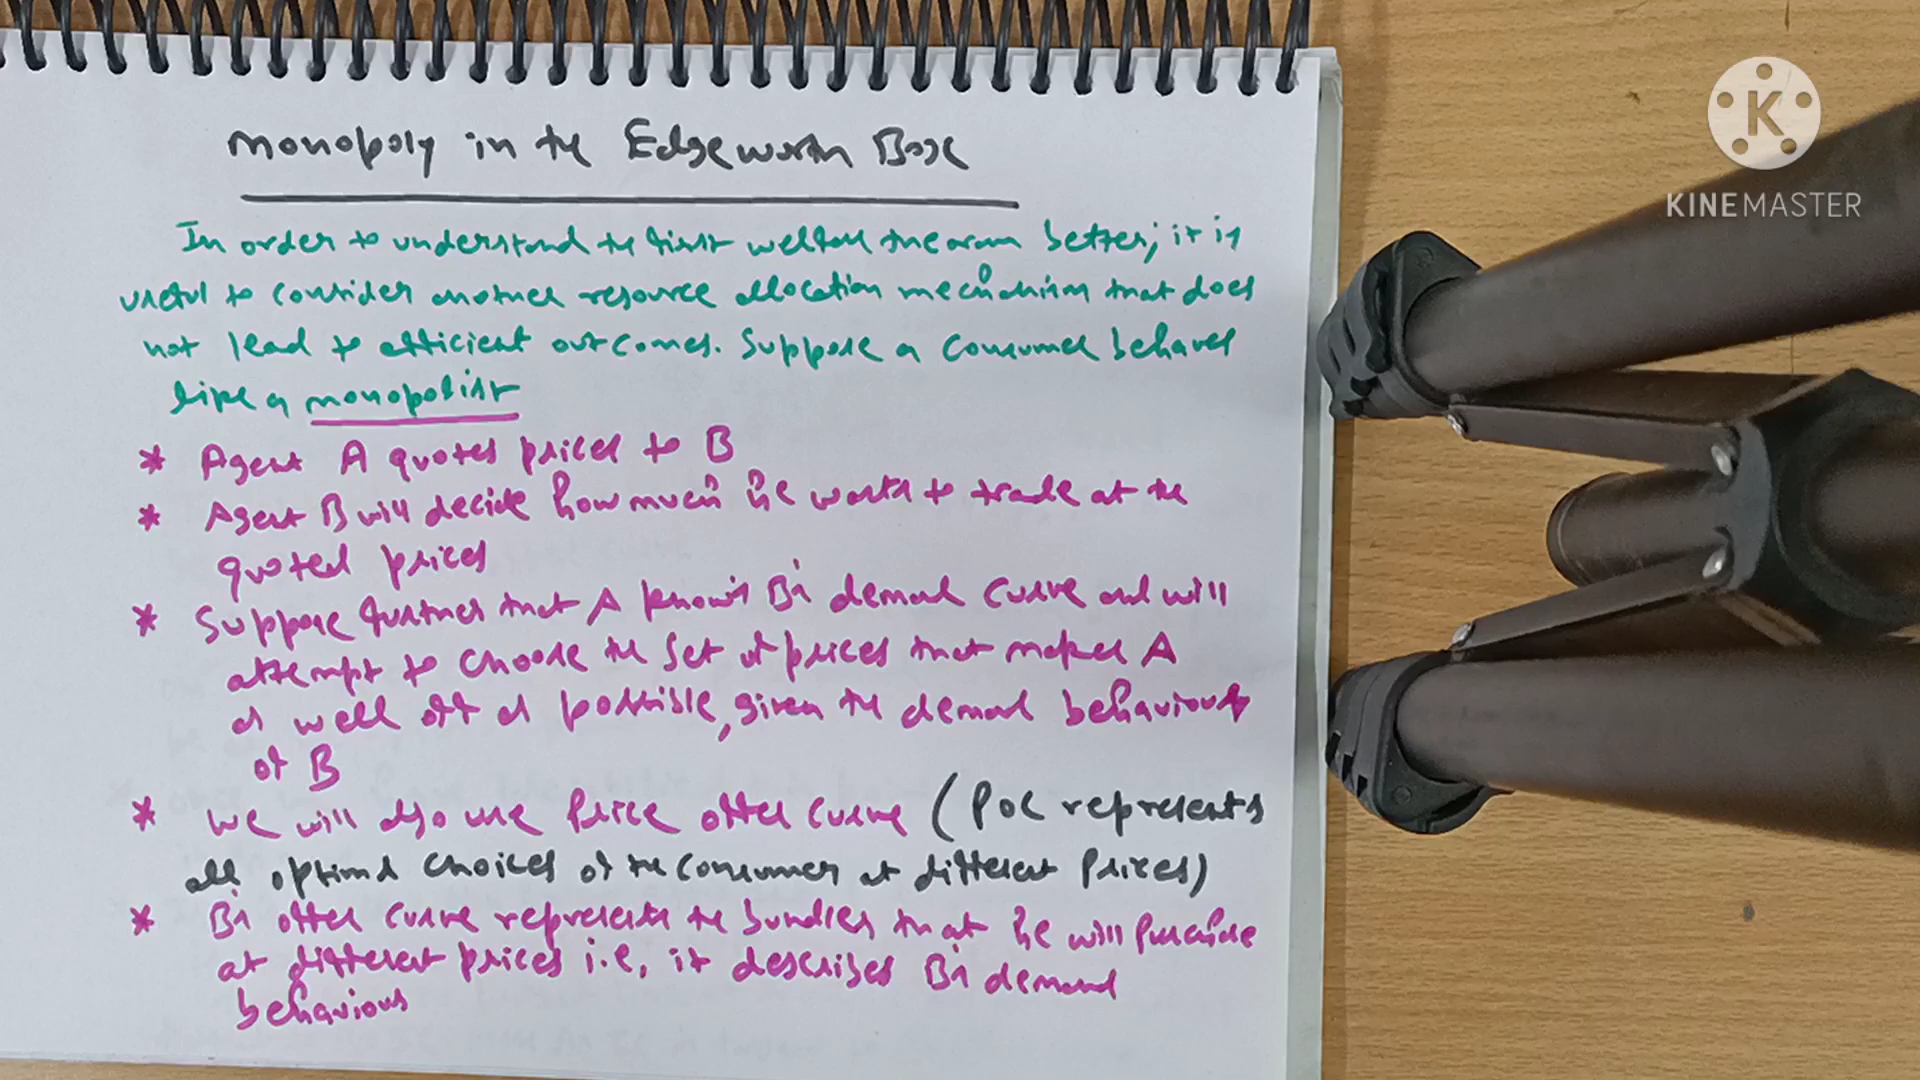 monopoly in the Edgeworth Box
In order to understand the first welfare theorem better, it is
useful to consider another resource allocation mechanism that does
not lead to efficient outcomes. Suppose a consumer behaves
like a monopolist
* Agent A quotes prices to B
* Agent B will decide how much he wants to trade at the
quoted prices
* Suppose further that A knows B's demand curve and will
attempt to choose the set of prices that makes A
as well off as possible, given the demand behaviour
of B
* We will also use Price offer curve (POC represents
all optimal choices of the consumer at different Prices)
* B's offer curve represents the bundles that he will purchase
at different prices i.e, it describes B's demand
behaviour
KINEMASTER